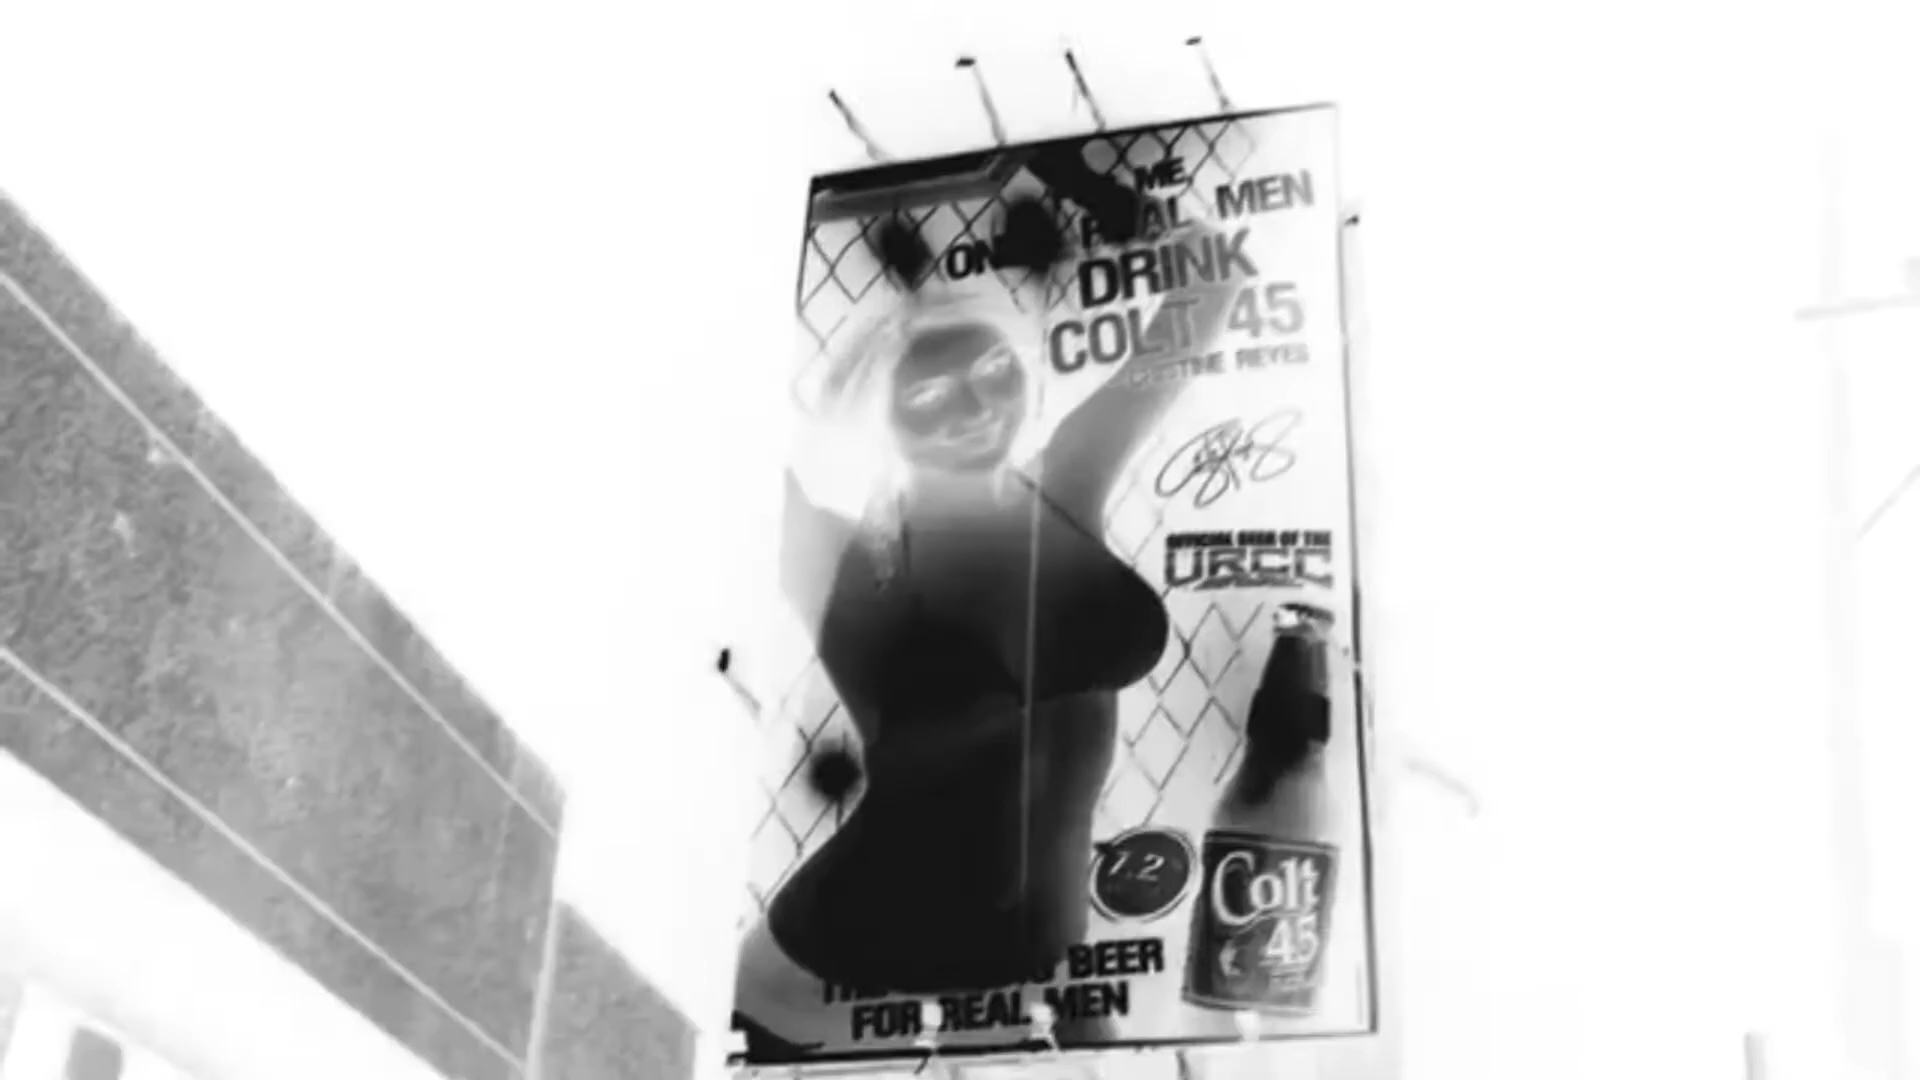 ME,
ON
REAL MEN
DRINK
COLT 45
CRISTINE REYES
OFFICIAL BEER OF THE
URCC
7.2
Colt
45
BEER
FOR REAL MEN